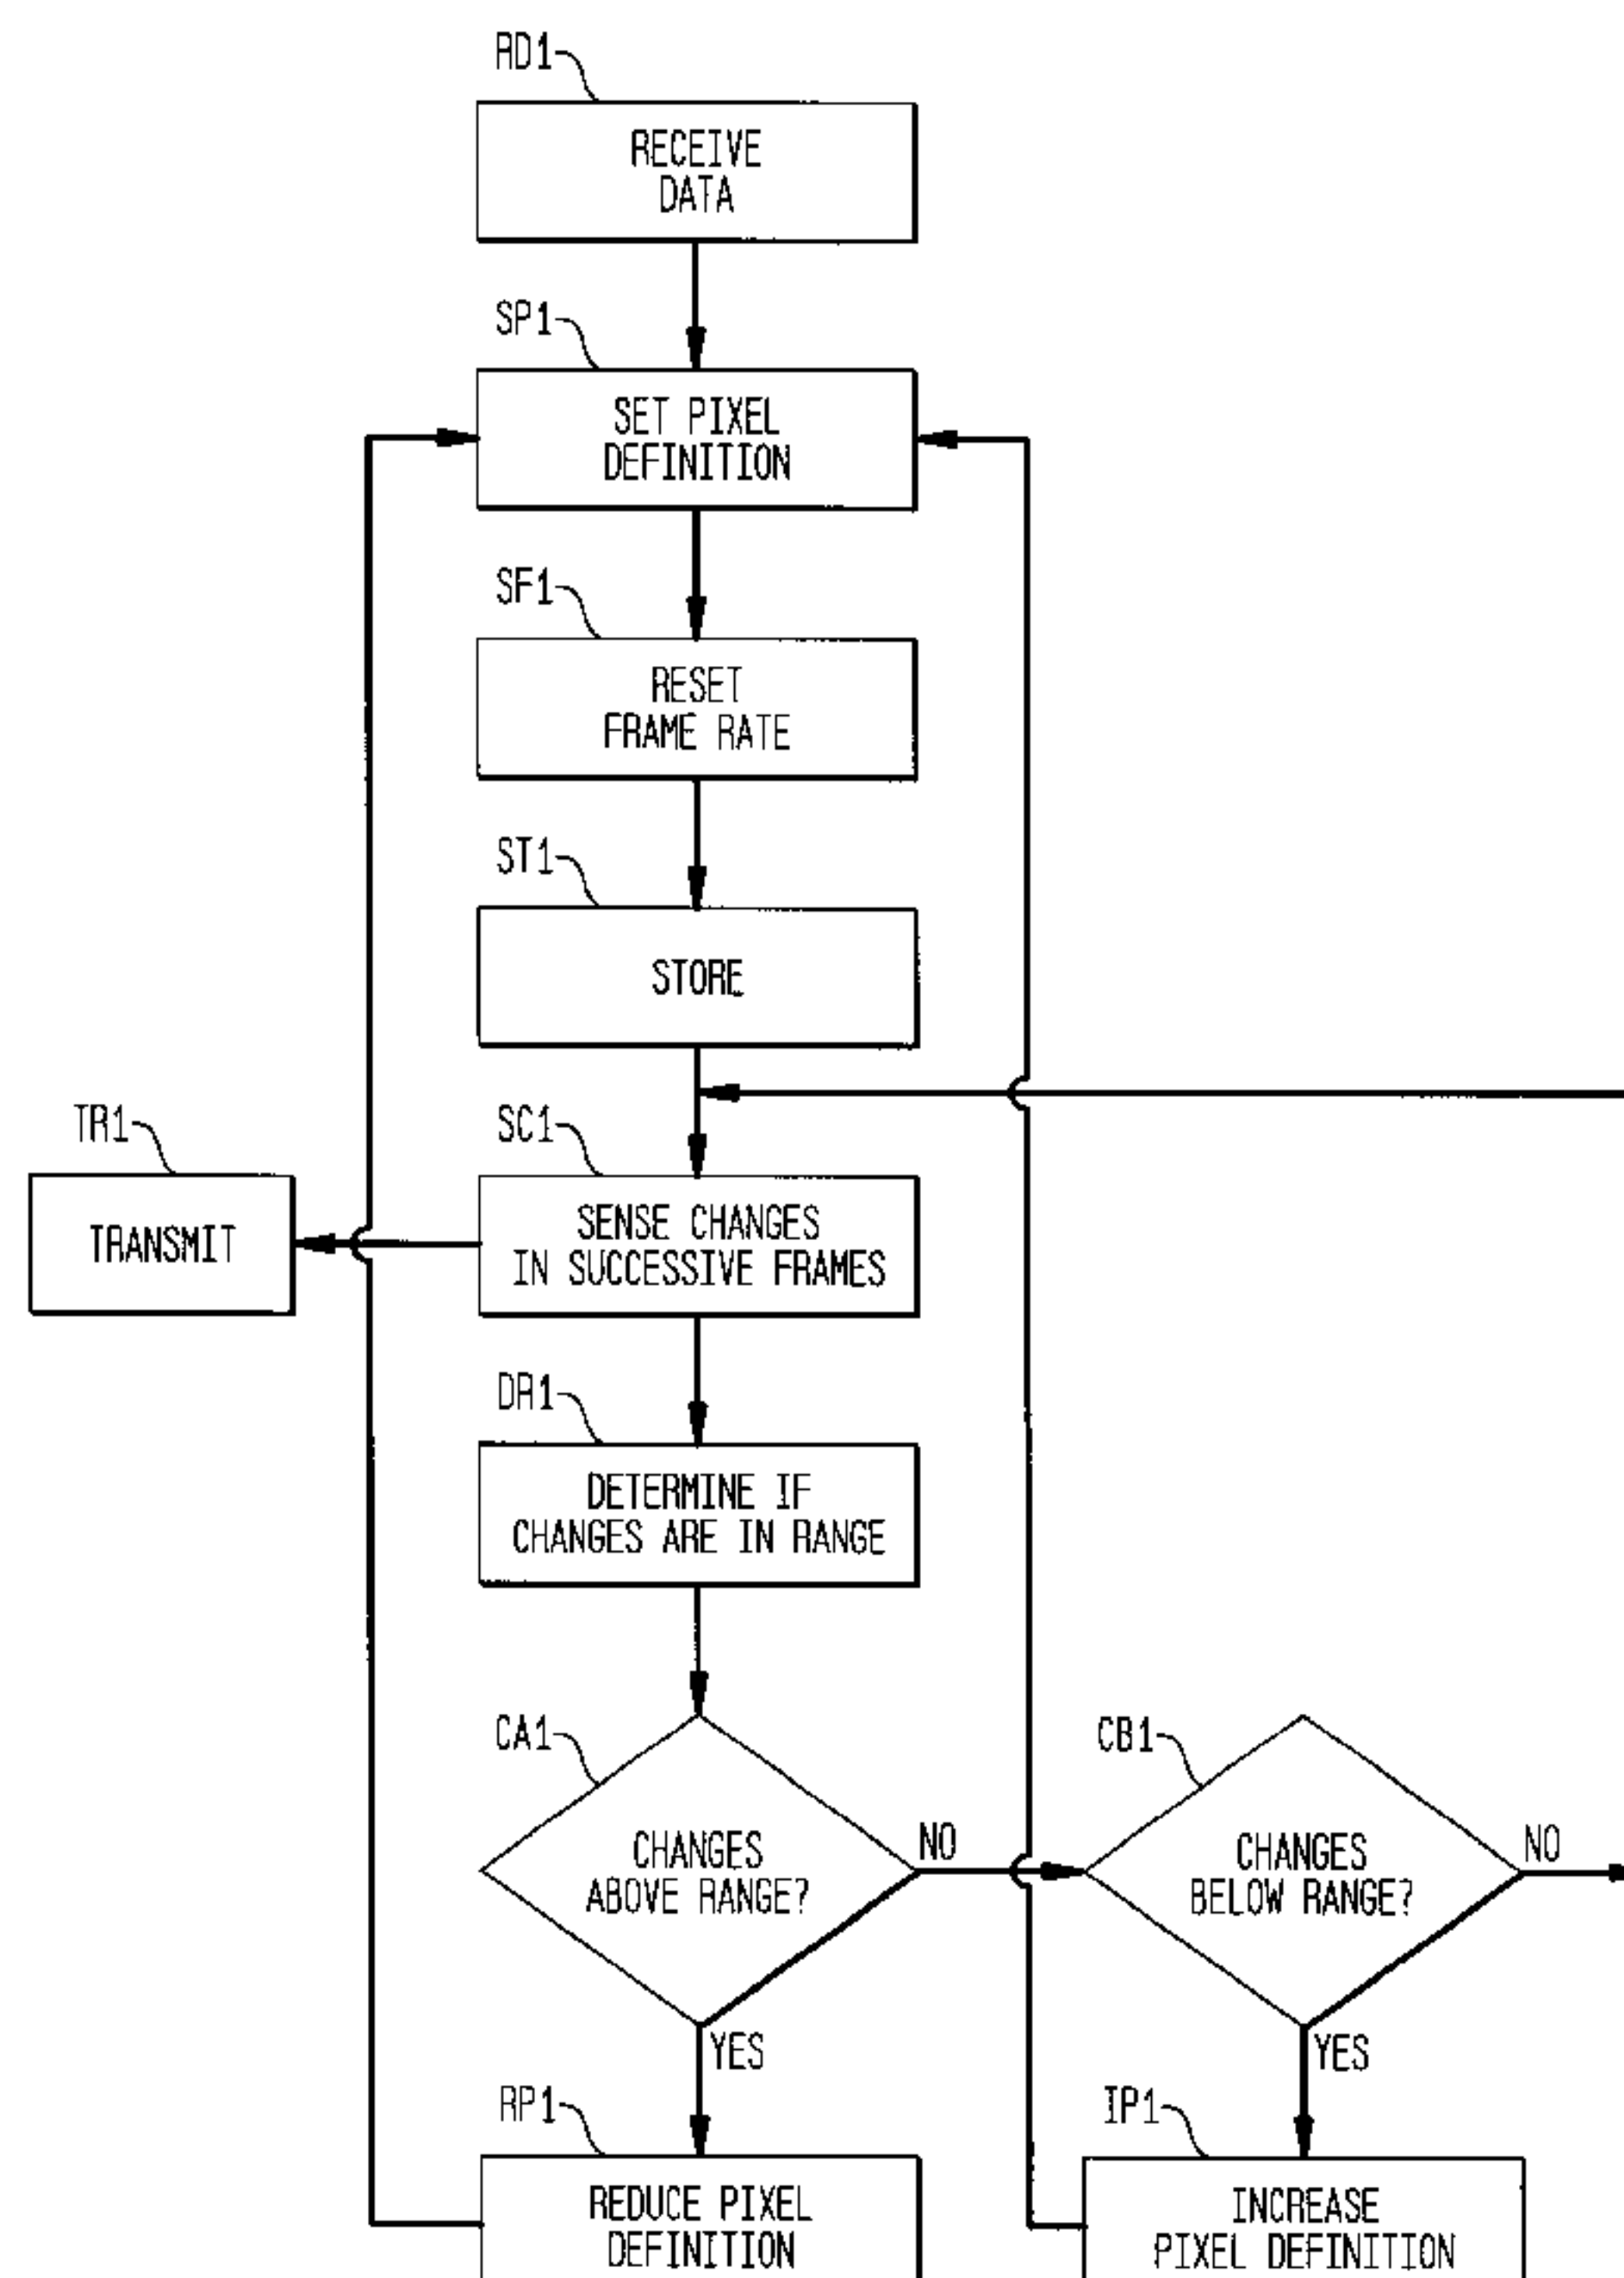 RD1
RECEIVE
DATA
SP1
SET PIXEL
DEFINITION
SF1
RESET
FRAME RATE
ST1
STORE
TR1
TRANSMIT
SC1
SENSE CHANGES
IN SUCCESSIVE FRAMES
DR1
DETERMINE IF
CHANGES ARE IN RANGE
CA1
CHANGES
ABOVE RANGE?
NO
YES
CB1
CHANGES
BELOW RANGE?
NO
YES
RP1
REDUCE PIXEL
DEFINITION
IP1
INCREASE
PIXEL DEFINITION